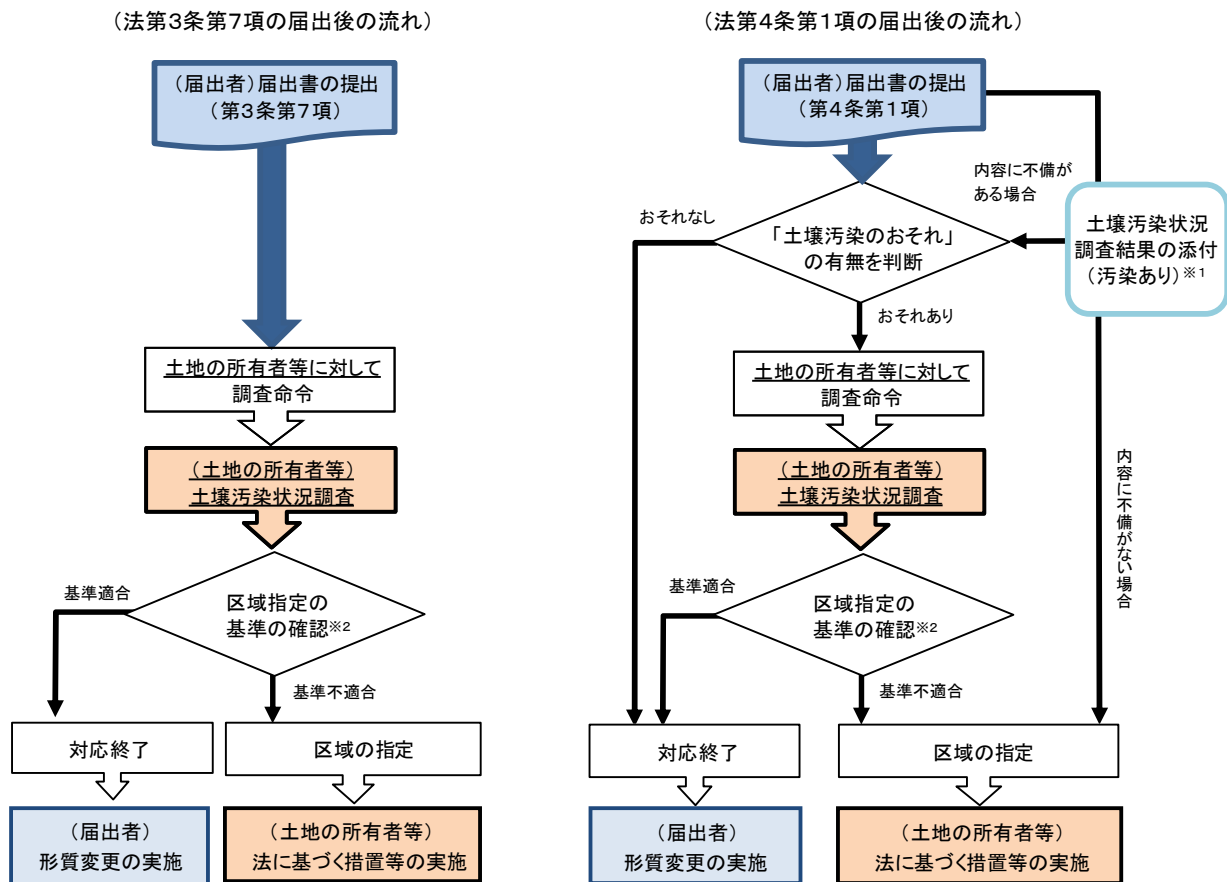 （法第3条第7項の届出後の流れ）
（届出者）届出書の提出
（第3条第7項）
土地の所有者等に対して
調査命令
（土地の所有者等）
土壌汚染状況調査
基準適合
区域指定の
基準の確認※2
基準不適合
対応終了
区域の指定
（届出者）
形質変更の実施
（土地の所有者等）
法に基づく措置等の実施
（法第4条第1項の届出後の流れ）
（届出者）届出書の提出
（第4条第1項）
内容に不備が
ある場合
おそれなし
「土壌汚染のおそれ」
の有無を判断
土壌汚染状況
調査結果の添付
（汚染あり）※1
おそれあり
土地の所有者等に対して
調査命令
（土地の所有者等）
土壌汚染状況調査
内容に不備がない場合
基準適合
区域指定の
基準の確認※2
基準不適合
対応終了
区域の指定
（届出者）
形質変更の実施
（土地の所有者等）
法に基づく措置等の実施